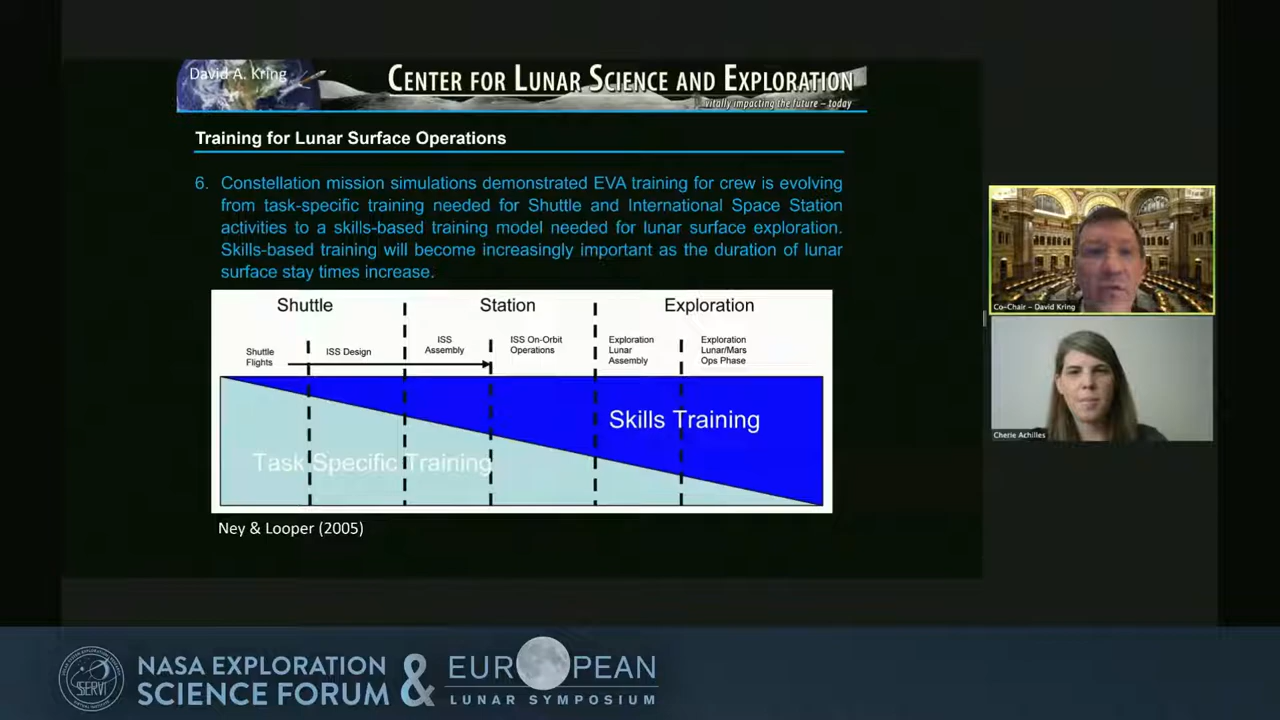 David A. Kring
CENTER FOR LUNAR SCIENCE AND EXPLORATION
vitally impacting the future – today
Training for Lunar Surface Operations
6. Constellation mission simulations demonstrated EVA training for crew is evolving
from task-specific training needed for Shuttle and International Space Station
activities to a skills-based training model needed for lunar surface exploration.
Skills-based training will become increasingly important as the duration of lunar
surface stay times increase.
Shuttle
Station
Exploration
Shuttle
Flights
ISS Design
ISS
Assembly
ISS On-Orbit
Operations
Exploration
Lunar
Assembly
Exploration
Lunar/Mars
Ops Phase
Skills Training
Task Specific Training
Ney & Looper (2005)
Co-Chair – David Kring
Cherie Achilles
SSERVI
NASA EXPLORATION
SCIENCE FORUM
&
EUROPEAN
LUNAR SYMPOSIUM